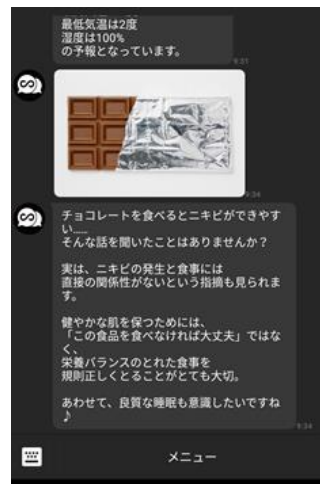 最低気温は2度
湿度は100%
の予報となっています。
9:31
9:34
チョコレートを食べるとニキビができやす
い……
そんな話を聞いたことはありませんか？
実は、ニキビの発生と食事には
直接の関係性がないという指摘も見られま
す。
健やかな肌を保つためには、
「この食品を食べなければ大丈夫」ではな
く、
栄養バランスのとれた食事を
規則正しくとることがとても大切。
あわせて、良質な睡眠も意識したいですね
♪
9:34
メニュー